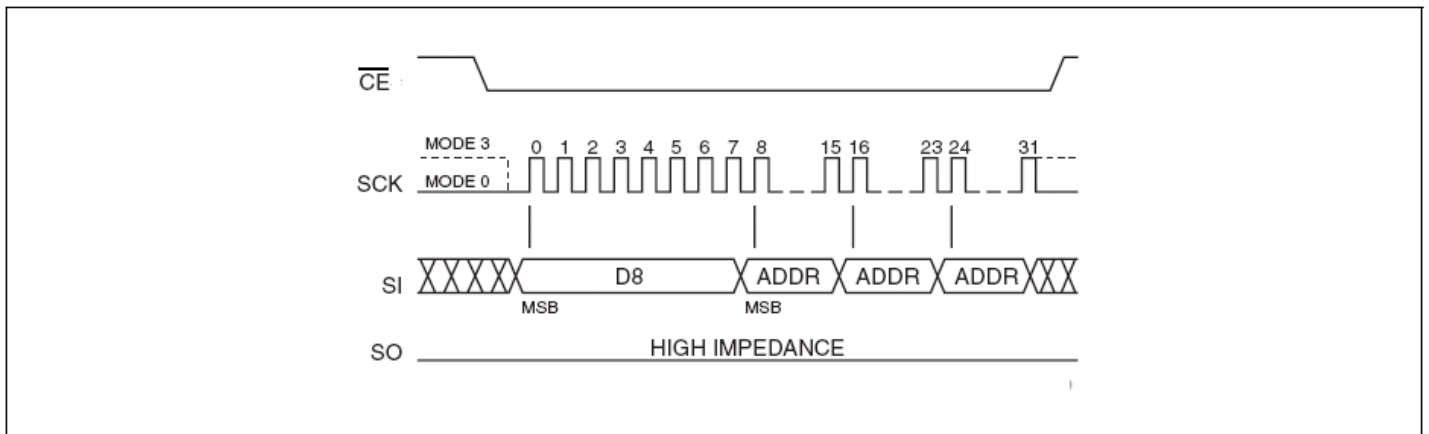 CE
MODE 3
0 1 2 3 4 5 6 7 8 15 16 23 24 31
SCK MODE 0
SI D8 ADDR ADDR ADDR
MSB MSB
SO HIGH IMPEDANCE